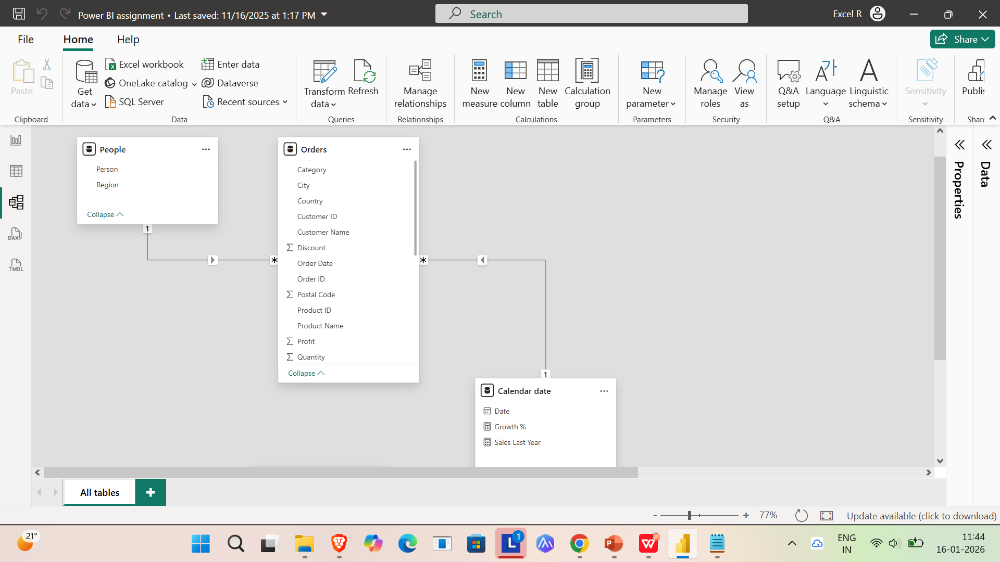 Power BI assignment • Last saved: 11/16/2025 at 1:17 PM
Search
Excel R
File
Home
Help
Share
Paste
Clipboard
Get data
Excel workbook
OneLake catalog
SQL Server
Enter data
Dataverse
Recent sources
Data
Transform data
Refresh
Queries
Manage relationships
Relationships
New measure
New column
New table
Calculation group
Calculations
New parameter
Parameters
Manage roles
View as
Security
Q&A setup
Language
Linguistic schema
Q&A
Sensitivity
Sensitivity
Publis
Share
DAX
TMDL
People
Person
Region
Collapse
1
*
Orders
Category
City
Country
Customer ID
Customer Name
Discount
Order Date
Order ID
Postal Code
Product ID
Product Name
Profit
Quantity
Collapse
*
1
Calendar date
Date
Growth %
Sales Last Year
Properties
Data
All tables
+
- + 77%
Update available (click to download)
21°
1
ENG
IN
11:44
16-01-2026